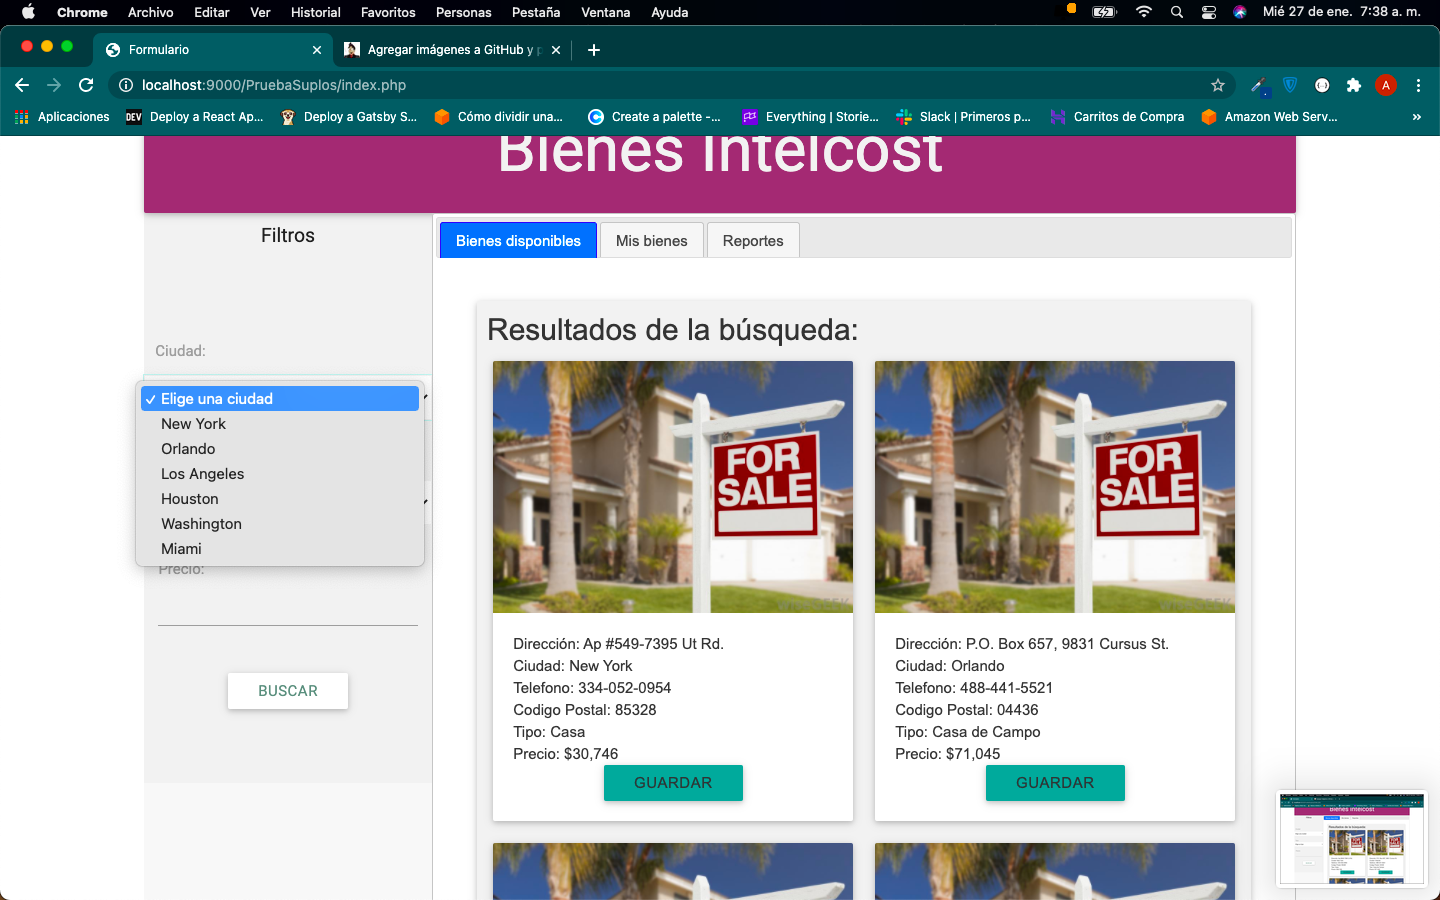 Chrome Archivo Editar Ver Historial Favoritos Personas Pestaña Ventana Ayuda Mié 27 de ene. 7:38 a. m.
Formulario
Agregar imágenes a GitHub y
localhost:9000/PruebaSuplos/index.php
A
Aplicaciones
DEV Deploy a React Ap...
Deploy a Gatsby S...
Cómo dividir una...
Create a palette -...
Everything | Storie...
Slack | Primeros p...
Carritos de Compra
Amazon Web Serv...
»
Bienes Intelcost
Filtros
Ciudad:
Elige una ciudad
New York
Orlando
Los Angeles
Houston
Washington
Miami
Precio:
BUSCAR
Bienes disponibles
Mis bienes
Reportes
Resultados de la búsqueda:
FOR
SALE
Dirección: Ap #549-7395 Ut Rd.
Ciudad: New York
Telefono: 334-052-0954
Codigo Postal: 85328
Tipo: Casa
Precio: $30,746
GUARDAR
FOR
SALE
Dirección: P.O. Box 657, 9831 Cursus St.
Ciudad: Orlando
Telefono: 488-441-5521
Codigo Postal: 04436
Tipo: Casa de Campo
Precio: $71,045
GUARDAR
Bienes Intelcost